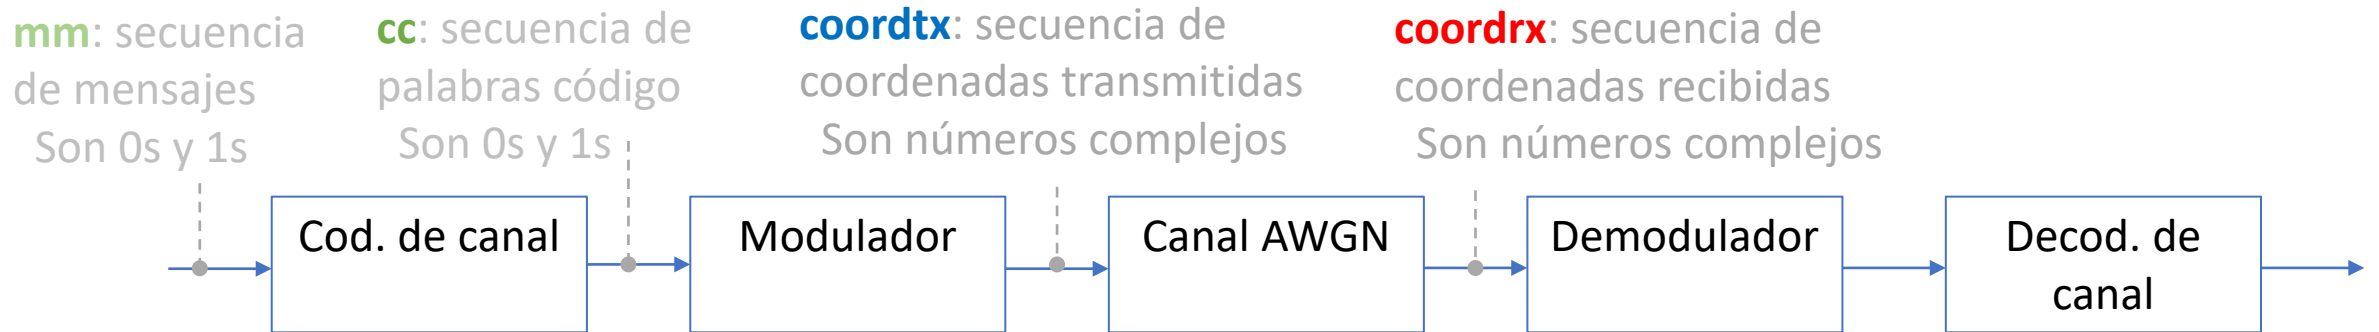 mm: secuencia
de mensajes
Son 0s y 1s
cc: secuencia de
palabras código
Son 0s y 1s
coordtx: secuencia de
coordenadas transmitidas
Son números complejos
coordrx: secuencia de
coordenadas recibidas
Son números complejos
Cod. de canal
Modulador
Canal AWGN
Demodulador
Decod. de
canal